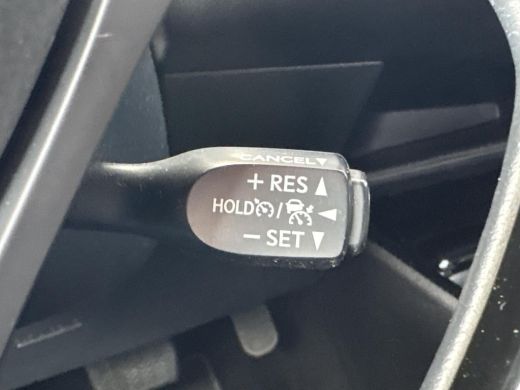 CANCEL▼
+ RES ▲
HOLD / ◀
− SET ▼